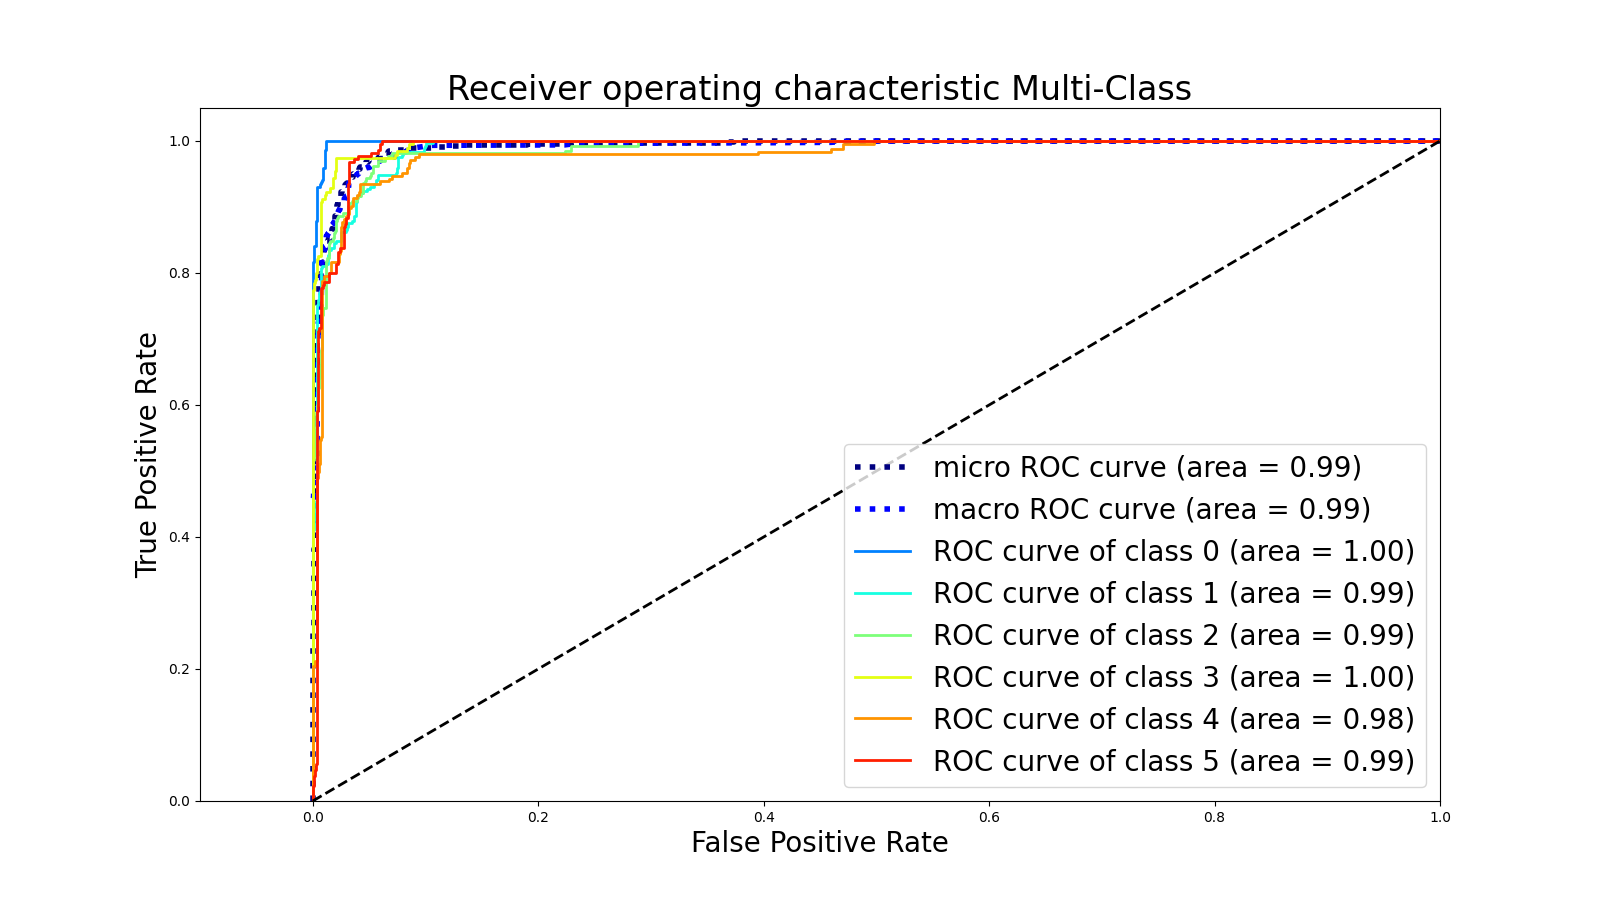 Receiver operating characteristic Multi-Class
True Positive Rate
1.0
0.8
0.6
0.4
0.2
0.0
0.0 0.2 0.4 0.6 0.8 1.0
False Positive Rate
micro ROC curve (area = 0.99)
macro ROC curve (area = 0.99)
ROC curve of class 0 (area = 1.00)
ROC curve of class 1 (area = 0.99)
ROC curve of class 2 (area = 0.99)
ROC curve of class 3 (area = 1.00)
ROC curve of class 4 (area = 0.98)
ROC curve of class 5 (area = 0.99)